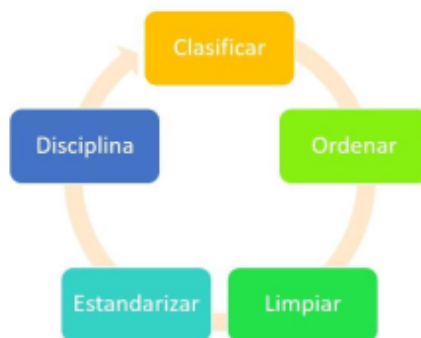 Clasificar
Ordenar
Limpiar
Estandarizar
Disciplina